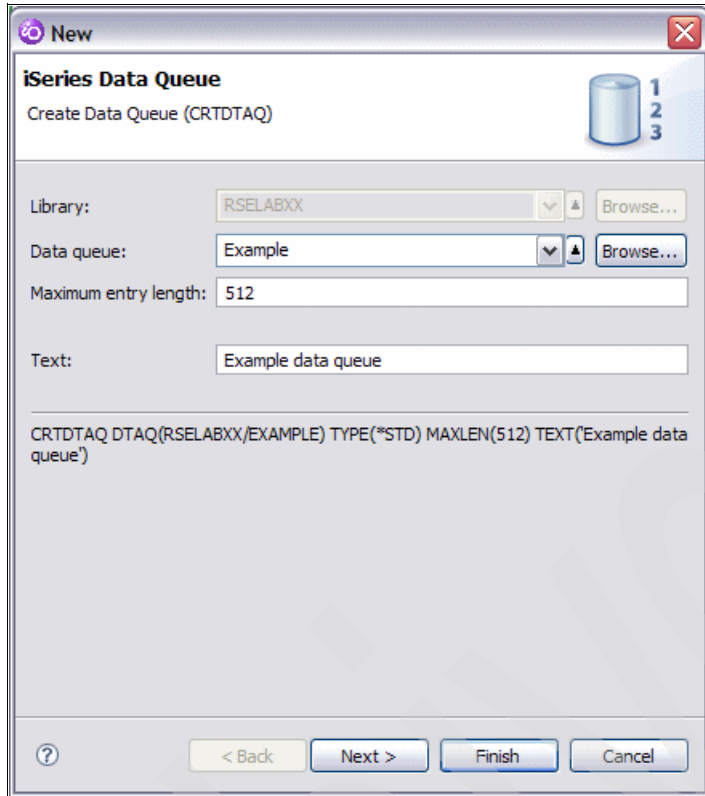 New
iSeries Data Queue
Create Data Queue (CRTDTAQ)
1
2
3
Library: RSELABXX Browse...
Data queue: Example Browse...
Maximum entry length: 512
Text: Example data queue
CRTDTAQ DTAQ(RSELABXX/EXAMPLE) TYPE(*STD) MAXLEN(512) TEXT('Example data
queue')
? < Back Next > Finish Cancel